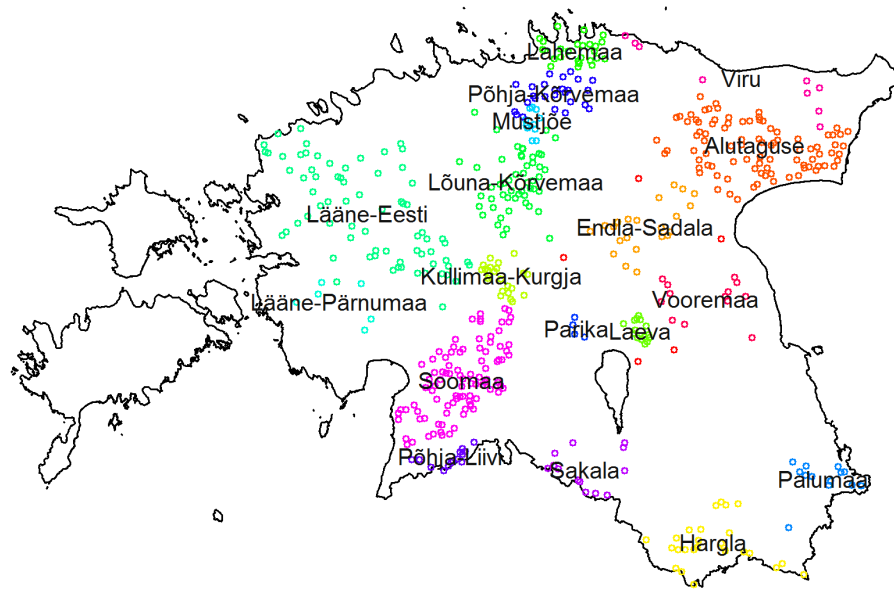 Lahemaa
Viru
Põhja-Kõrvemaa
Mustjõe
Alutaguse
Lõuna-Kõrvemaa
Lääne-Eesti
Endla-Sadala
Kullimaa-Kurgja
Lääne-Pärnumaa
Vooremaa
Parika
Laeva
Soomaa
Põhja-Liivi
Sakala
Palumaa
Hargla